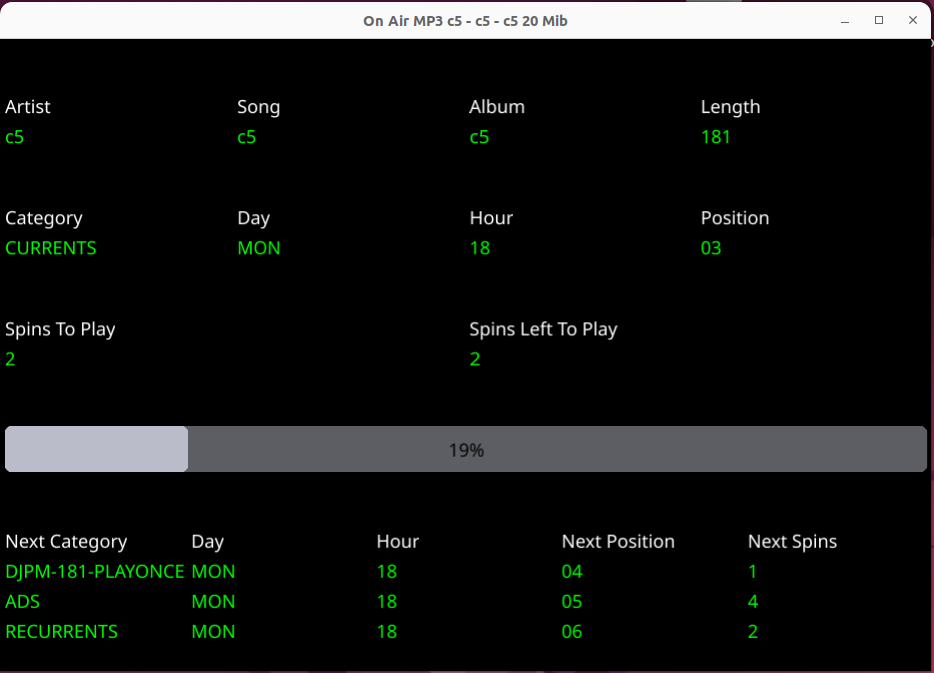 On Air MP3 c5 - c5 - c5 20 Mib
Artist Song Album Length
c5 c5 c5 181
Category Day Hour Position
CURRENTS MON 18 03
Spins To Play Spins Left To Play
2 2
19%
Next Category Day Hour Next Position Next Spins
DJPM-181-PLAYONCE MON 18 04 1
ADS MON 18 05 4
RECURRENTS MON 18 06 2